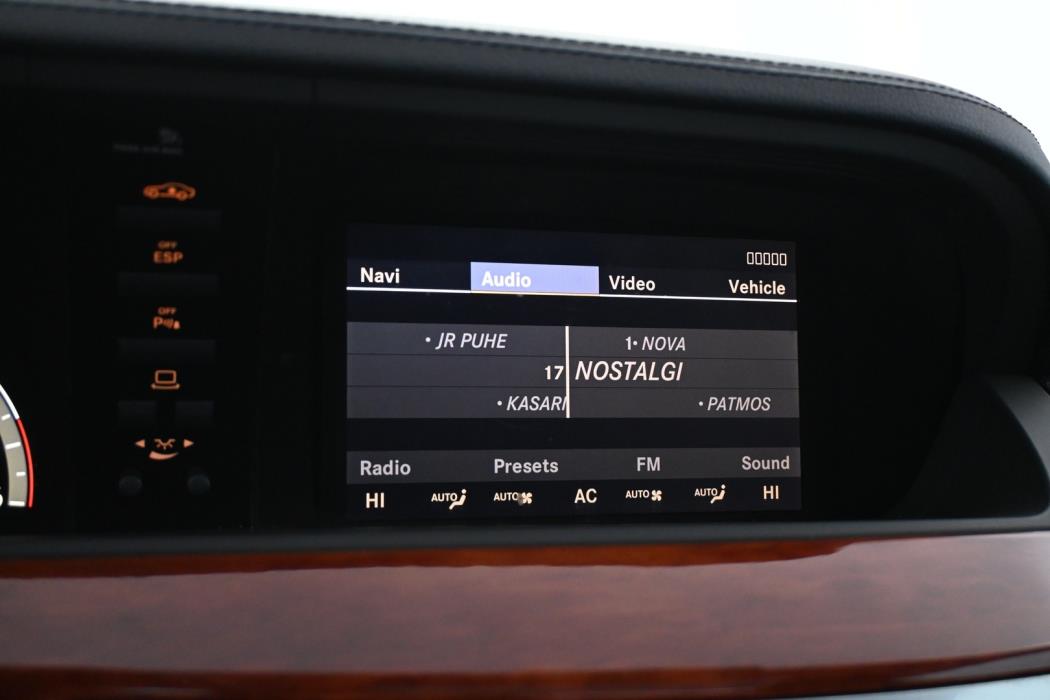 OFF
ESP
OFF
P
Navi Audio Video Vehicle
• JR PUHE 1• NOVA
17 NOSTALGI
• KASARI • PATMOS
Radio Presets FM Sound
HI AUTO AUTO AC AUTO AUTO HI